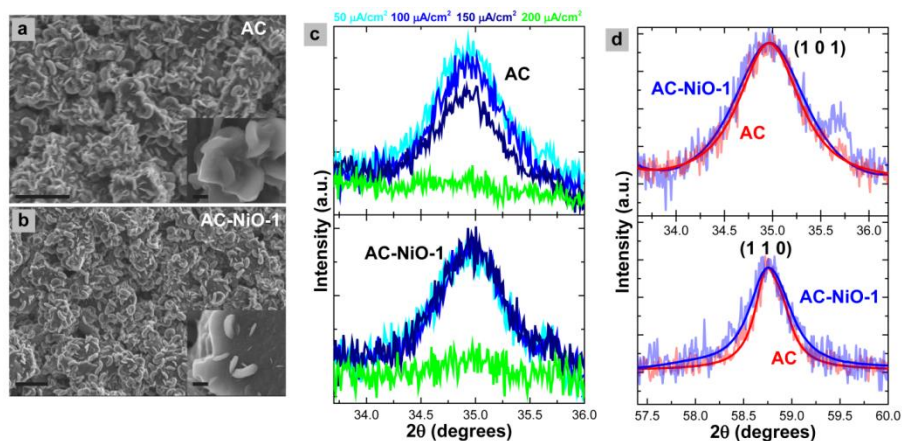 a
AC
b
AC-NiO-1
50 μA/cm² 100 μA/cm² 150 μA/cm² 200 μA/cm²
c
AC
AC-NiO-1
Intensity (a.u.)
34.0 34.5 35.0 35.5 36.0
2θ (degrees)
d
(1 0 1)
AC-NiO-1
AC
34.0 34.5 35.0 35.5 36.0
(1 1 0)
AC-NiO-1
AC
Intensity (a.u.)
57.5 58.0 58.5 59.0 59.5 60.0
2θ (degrees)